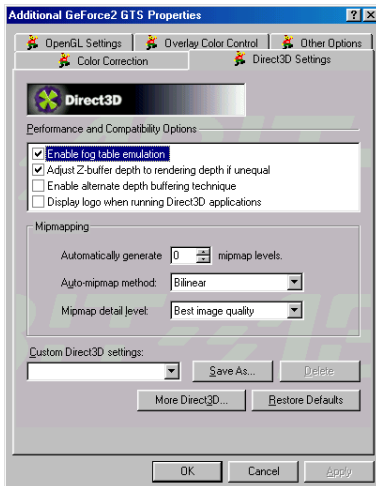 Additional GeForce2 GTS Properties
OpenGL Settings
Overlay Color Control
Other Options
Color Correction
Direct3D Settings
Direct3D
Performance and Compatibility Options
Enable fog table emulation
Adjust Z-buffer depth to rendering depth if unequal
Enable alternate depth buffering technique
Display logo when running Direct3D applications
Mipmapping
Automatically generate 0 mipmap levels.
Auto-mipmap method: Bilinear
Mipmap detail level: Best image quality
Custom Direct3D settings:
Save As... Delete
More Direct3D... Restore Defaults
OK Cancel Apply